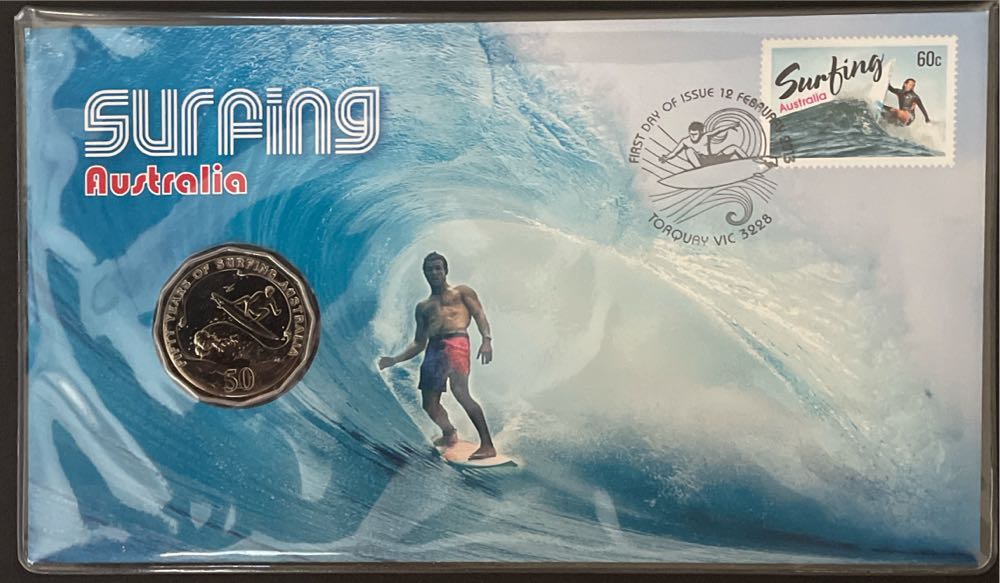 SURFING
Australia
Surfing
Australia
60c
FIRST DAY OF ISSUE 12 FEBRUARY 2013
TORQUAY VIC 3228
FIFTY YEARS OF SURFING AUSTRALIA
50